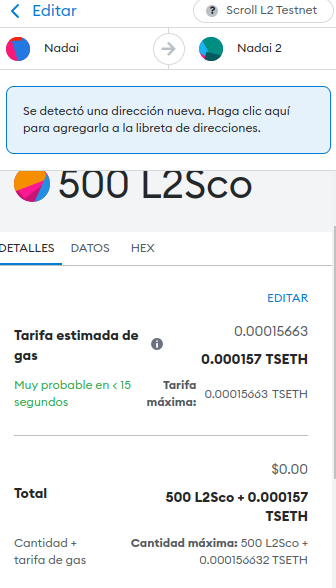 Editar
Scroll L2 Testnet
Nadai
Nadai 2
Se detectó una dirección nueva. Haga clic aquí
para agregarla a la libreta de direcciones.
500 L2Sco
DETALLES DATOS HEX
EDITAR
Tarifa estimada de
gas
0.00015663
0.000157 TSETH
Muy probable en < 15
segundos
Tarifa
máxima:
0.00015663 TSETH
$0.00
Total
500 L2Sco + 0.000157
TSETH
Cantidad +
tarifa de gas
Cantidad máxima: 500 L2Sco +
0.000156632 TSETH